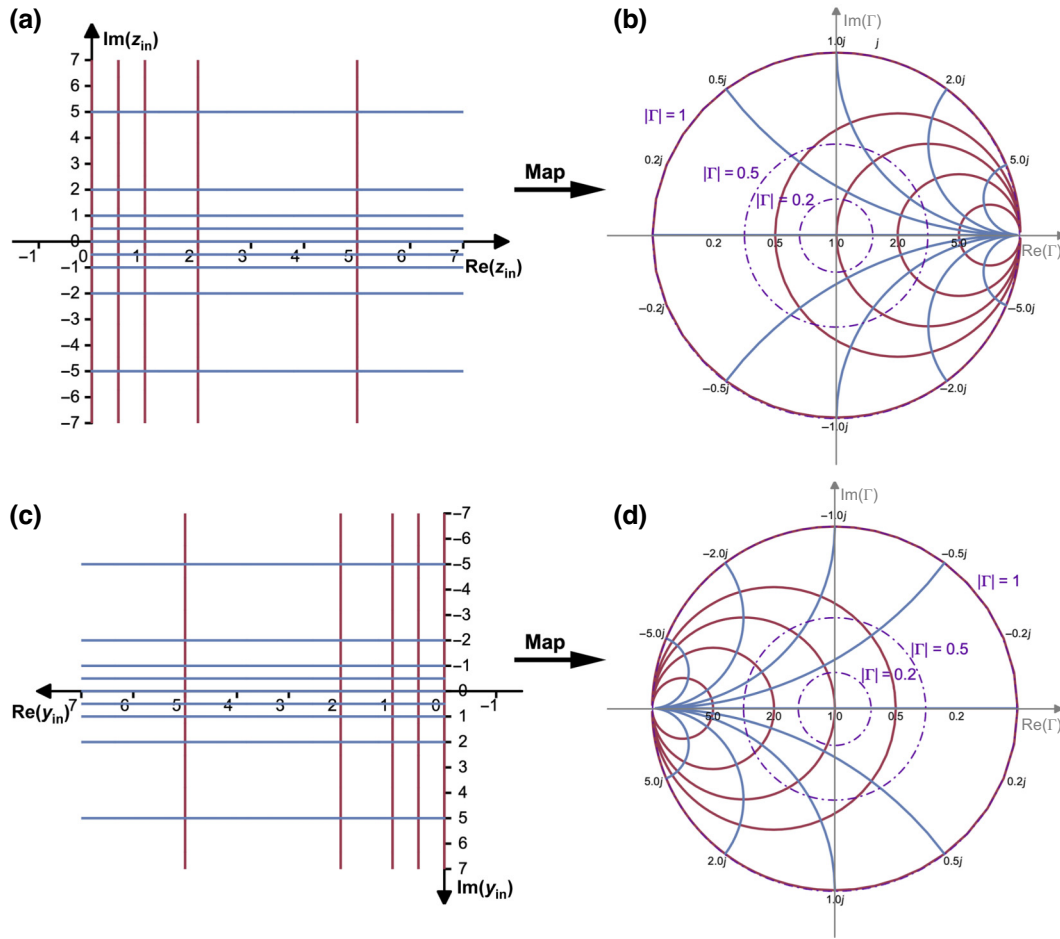 (a)
Im(z_in)
7
6
5
4
3
2
1
0
–1
–2
–3
–4
–5
–6
–7
–1 1 2 3 4 5 6 7
Re(z_in)
Map
(b)
Im(Γ)
1.0j j
0.5j 2.0j
|Γ| = 1
0.2j 5.0j
|Γ| = 0.5
|Γ| = 0.2
0.2 0.5 1.0 2.0 5.0
Re(Γ)
–0.2j –5.0j
–0.5j –2.0j
–1.0j
(c)
–7
–6
–5
–4
–3
–2
–1
0
1
2
3
4
5
6
7
7 6 5 4 3 2 1 0
Re(y_in)
Im(y_in)
Map
(d)
Im(Γ)
–1.0j
–2.0j –0.5j
|Γ| = 1
–5.0j –0.2j
|Γ| = 0.5
|Γ| = 0.2
5.0 2.0 1.0 0.5 0.2
Re(Γ)
5.0j 0.2j
2.0j 0.5j
1.0j